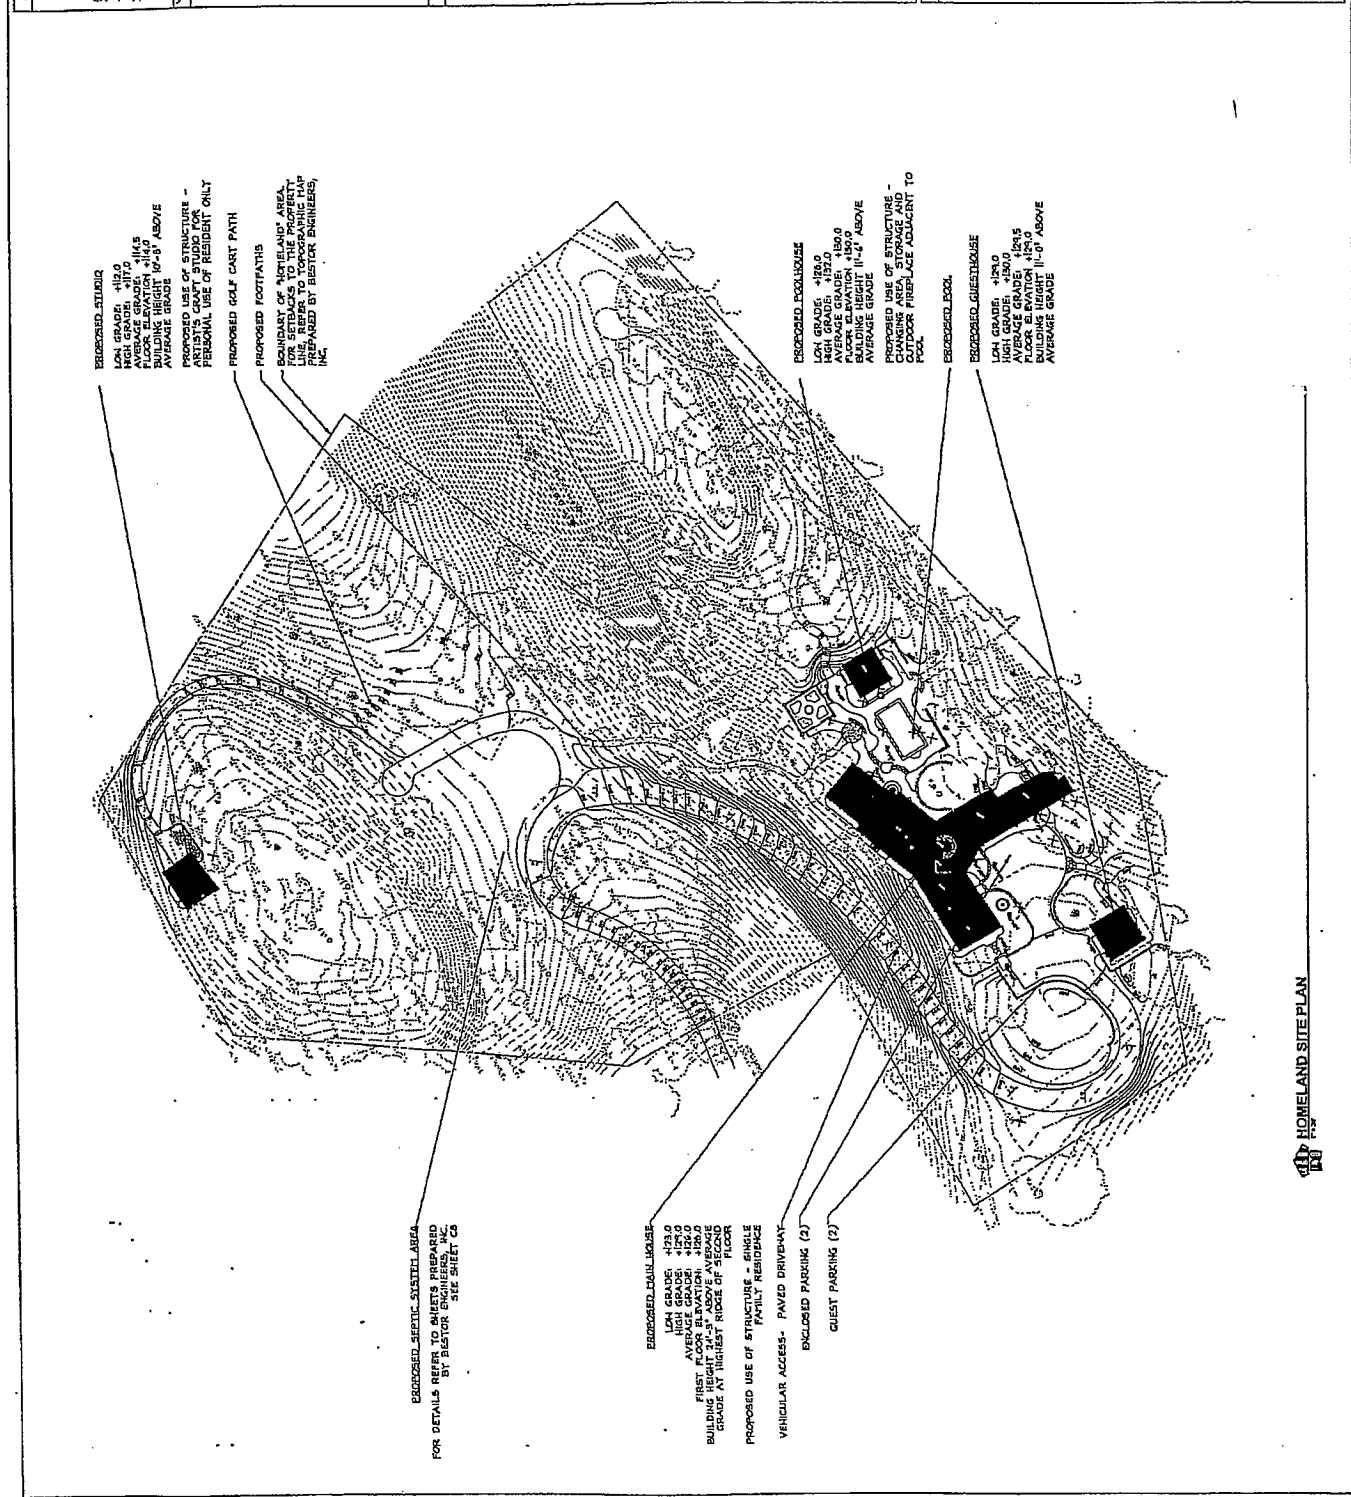 PROPOSED STUDIO
LOW GRADE: +112.0
HIGH GRADE: +117.0
AVERAGE GRADE: +114.5
FLOOR ELEVATION +114.0
BUILDING HEIGHT ABOVE
AVERAGE GRADE
PROPOSED USE OF STRUCTURE -
ARTIST'S CRAFT STUDIO FOR
PERSONAL USE OF RESIDENT ONLY
PROPOSED GOLF CART PATH
PROPOSED FOOTPATHS
BOUNDARY OF "HOMELAND" AREA.
FOR SETBACKS TO THE PROPERTY
LINE, REFER TO TOPOGRAPHIC MAP
PREPARED BY BESTOR ENGINEERS,
INC.
PROPOSED POOLHOUSE
LOW GRADE: +128.0
HIGH GRADE: +132.0
AVERAGE GRADE: +130.0
FLOOR ELEVATION +130.0
BUILDING HEIGHT 11'-6" ABOVE
AVERAGE GRADE
PROPOSED USE OF STRUCTURE -
CHANGING AREA, STORAGE AND
OUTDOOR FIREPLACE ADJACENT TO
POOL
PROPOSED POOL
PROPOSED GUESTHOUSE
LOW GRADE: +129.0
HIGH GRADE: +130.0
AVERAGE GRADE: +129.5
FLOOR ELEVATION +129.0
BUILDING HEIGHT 11'-0" ABOVE
AVERAGE GRADE
PROPOSED SEPTIC SYSTEM AREA
FOR DETAILS REFER TO SHEETS PREPARED
BY BESTOR ENGINEERS, INC.
SEE SHEET C3
PROPOSED MAIN HOUSE
LOW GRADE: +123.0
HIGH GRADE: +129.0
AVERAGE GRADE: +126.0
FIRST FLOOR ELEVATION: +126.0
BUILDING HEIGHT 24'-3" ABOVE AVERAGE
GRADE AT HIGHEST RIDGE OF SECOND
FLOOR
PROPOSED USE OF STRUCTURE - SINGLE
FAMILY RESIDENCE
VEHICULAR ACCESS- PAVED DRIVEWAY
ENCLOSED PARKING (2)
GUEST PARKING (2)
HOMELAND SITE PLAN